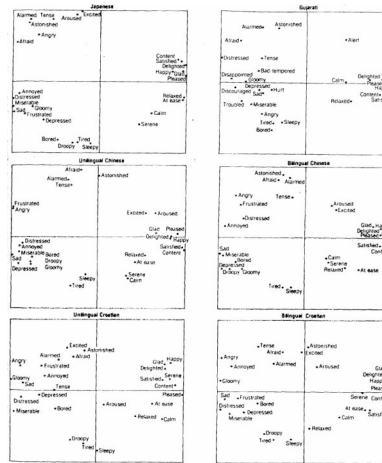 Japanese
Alarmed Tense Excited
Aroused
Astonished
Angry
Afraid
Content
Satisfied
Delighted
Happy Glad
Pleased
Annoyed
Distressed
Miserable
Sad Gloomy
Frustrated
Depressed
Relaxed
At ease
Calm
Serene
Bored Tired
Droopy Sleepy
Gujarati
Alarmed Astonished
Afraid Alert
Distressed Tense
Disappointed Bad-tempered
Gloomy
Calm Delighted
Depressed
Discouraged Huff
Sad
Troubled Miserable
Relaxed
Angry
Tired Sleepy
Bored
Unilingual Chinese
Afraid
Astonished
Alarmed
Tense
Frustrated
Angry
Excited Aroused
Glad Pleased
Delighted Happy
Distressed
Annoyed
Miserable Bored
Sad Droopy
Depressed Gloomy
Satisfied
Relaxed Content
At ease
Sleepy
Serene
Calm
Tired
Bilingual Chinese
Astonished
Afraid Alarmed
Angry Tense
Frustrated
Aroused
Excited
Distressed
Annoyed
Glad
Delighted
Pleased
Sad
Miserable
Bored
Depressed
Droopy Gloomy
Satisfied
Calm
Serene
Relaxed At ease
Tired
Sleepy
Unilingual Croatian
Excited
Astonished
Alarmed Afraid
Angry
Frustrated
Annoyed
Gloomy
Sad
Tense
Glad Happy
Delighted
Serene
Satisfied
Content
Pleased
Depressed
Distressed
Miserable Bored
Aroused At ease
Relaxed Calm
Droopy
Tired Sleepy
Bilingual Croatian
Tense Astonished
Afraid Excited
Angry
Annoyed Alarmed
Gloomy
Sad Frustrated
Distressed Bored
Depressed
Miserable
Serene
At ease
Calm
Relaxed
Droopy
Tired Sleepy